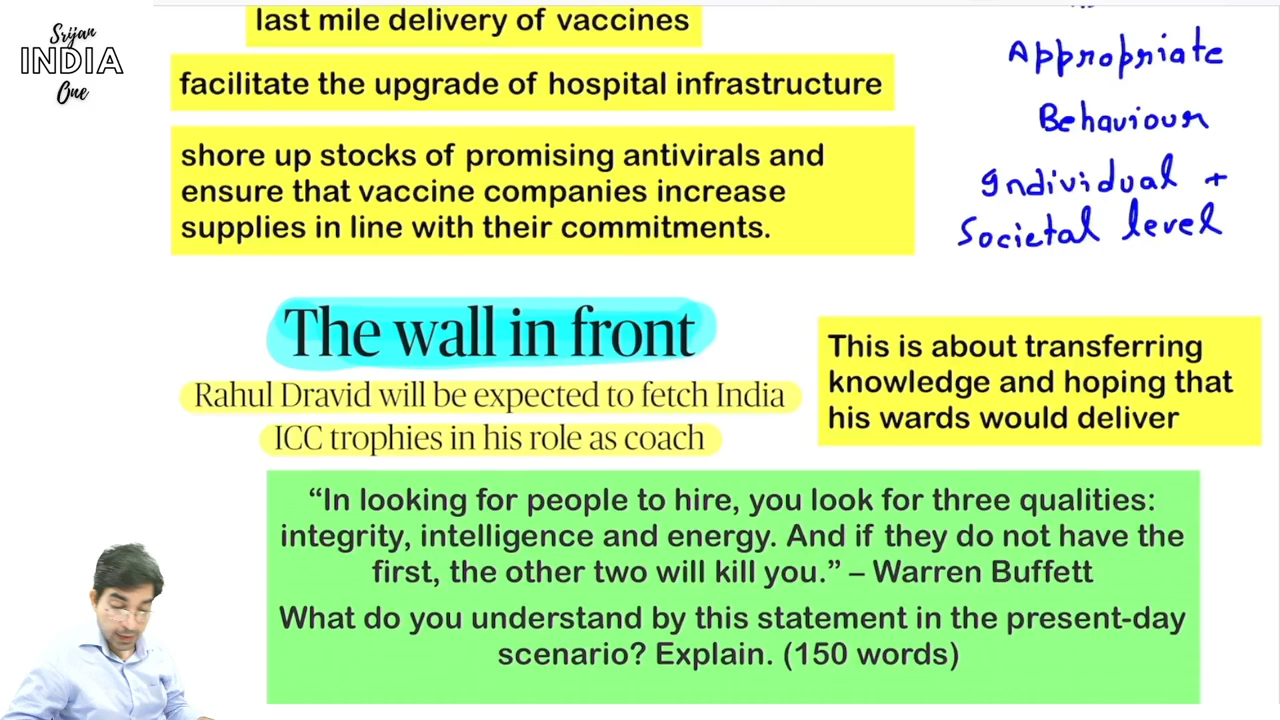 Srijan
INDIA
One
last mile delivery of vaccines
facilitate the upgrade of hospital infrastructure
shore up stocks of promising antivirals and
ensure that vaccine companies increase
supplies in line with their commitments.
Appropriate
Behaviour
Individual +
Societal level
The wall in front
Rahul Dravid will be expected to fetch India
ICC trophies in his role as coach
This is about transferring
knowledge and hoping that
his wards would deliver
“In looking for people to hire, you look for three qualities:
integrity, intelligence and energy. And if they do not have the
first, the other two will kill you.” – Warren Buffett
What do you understand by this statement in the present-day
scenario? Explain. (150 words)